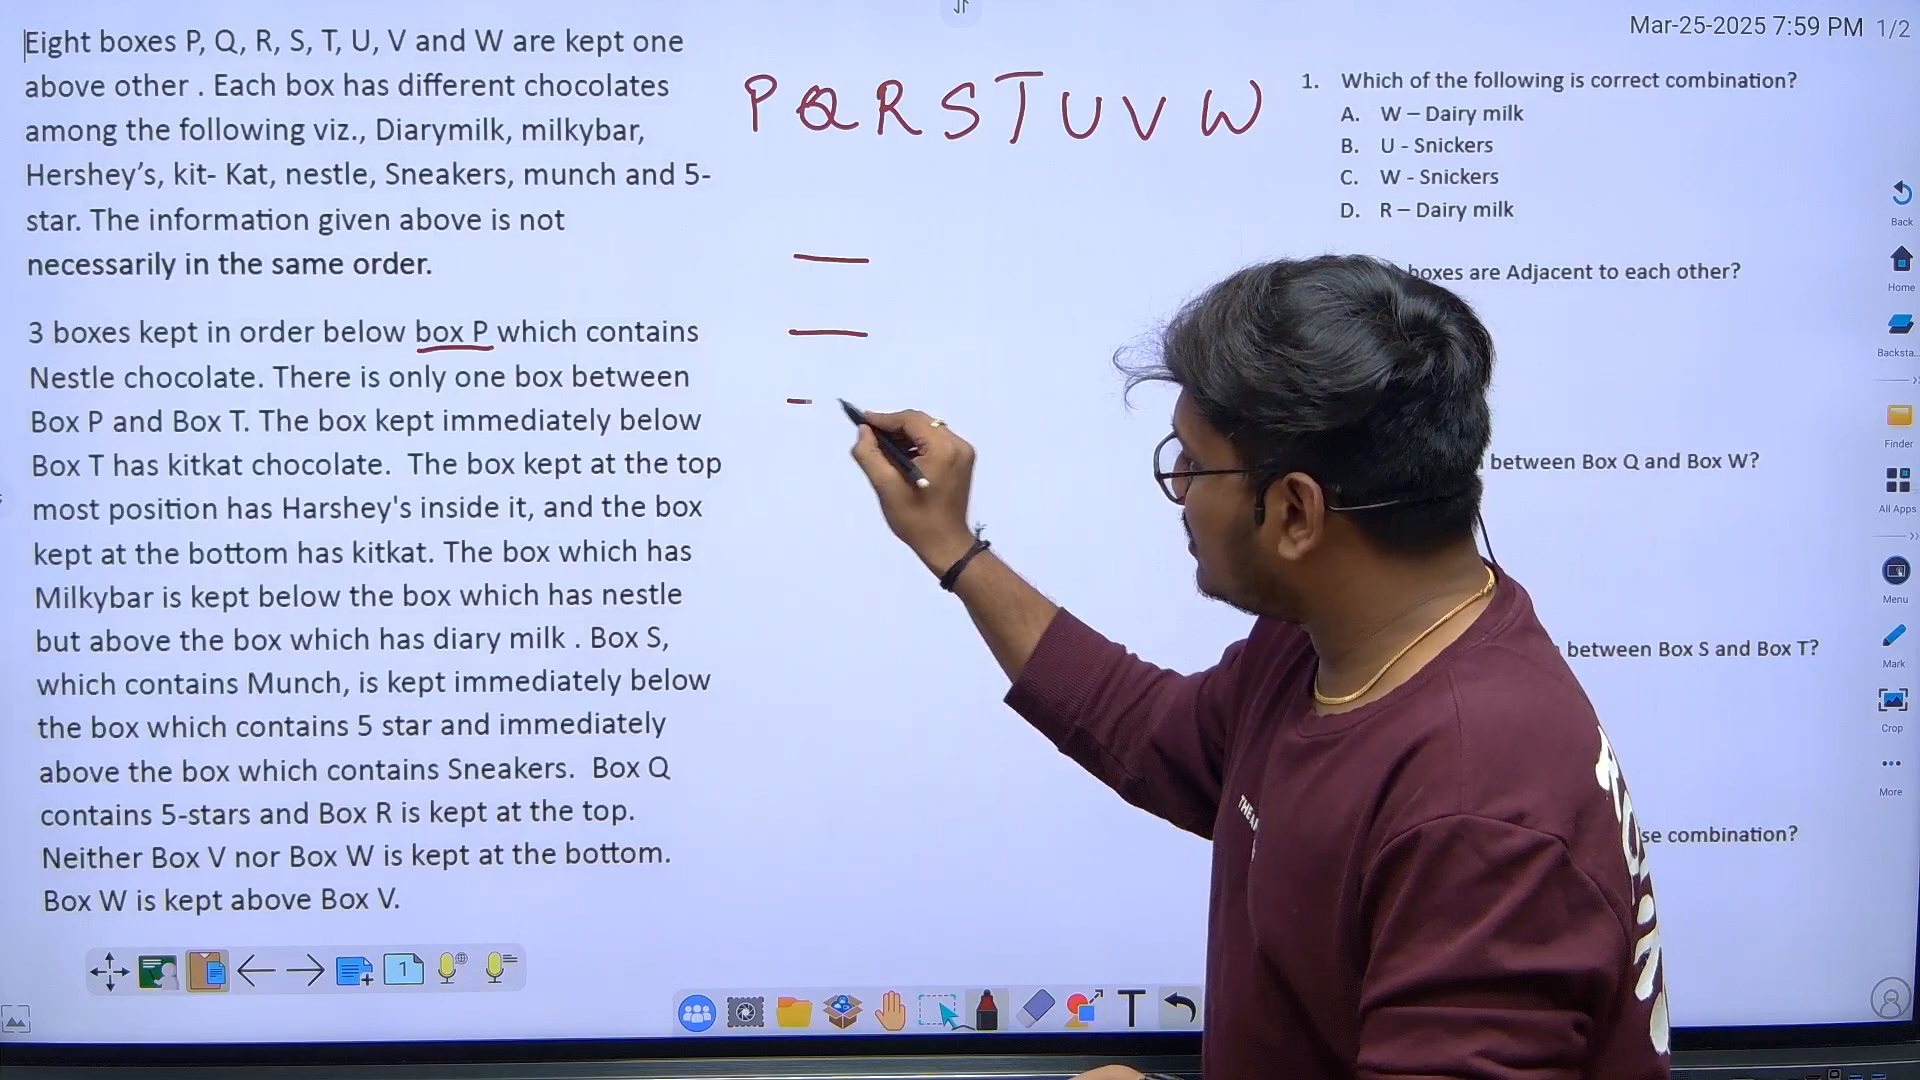 Mar-25-2025 7:59 PM 1/2
Eight boxes P, Q, R, S, T, U, V and W are kept one
above other . Each box has different chocolates
among the following viz., Diarymilk, milkybar,
Hershey’s, kit- Kat, nestle, Sneakers, munch and 5-
star. The information given above is not
necessarily in the same order.
3 boxes kept in order below box P which contains
Nestle chocolate. There is only one box between
Box P and Box T. The box kept immediately below
Box T has kitkat chocolate. The box kept at the top
most position has Harshey's inside it, and the box
kept at the bottom has kitkat. The box which has
Milkybar is kept below the box which has nestle
but above the box which has diary milk . Box S,
which contains Munch, is kept immediately below
the box which contains 5 star and immediately
above the box which contains Sneakers. Box Q
contains 5-stars and Box R is kept at the top.
Neither Box V nor Box W is kept at the bottom.
Box W is kept above Box V.
P Q R S T U V W
1. Which of the following is correct combination?
A. W – Dairy milk
B. U - Snickers
C. W - Snickers
D. R – Dairy milk
boxes are Adjacent to each other?
between Box Q and Box W?
between Box S and Box T?
se combination?
Back
Home
Backsta...
Finder
All Apps
Menu
Mark
Crop
More
1
T